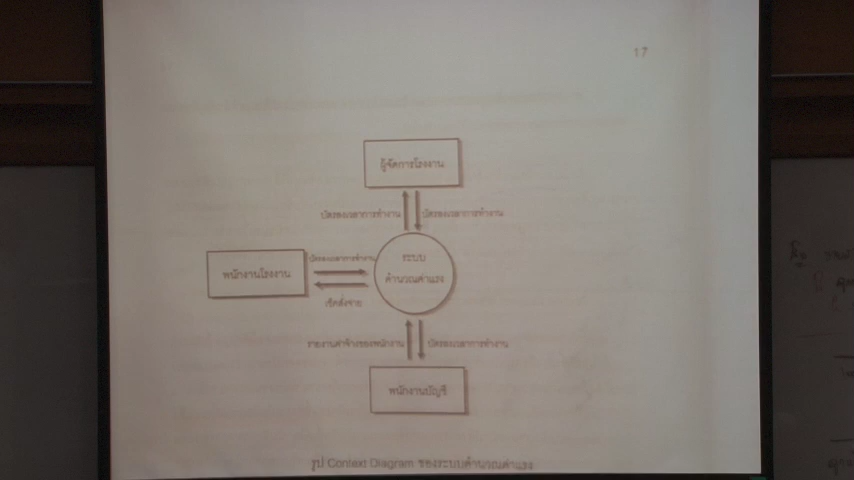 17
ผู้จัดการโรงงาน
บัตรลงเวลาการทำงาน บัตรลงเวลาการทำงาน
พนักงานโรงงาน
บัตรลงเวลาการทำงาน
ระบบ
คำนวณค่าแรง
เช็คสั่งจ่าย
รายงานค่าจ้างของพนักงาน บัตรลงเวลาการทำงาน
พนักงานบัญชี
รูป Context Diagram ของระบบคำนวณค่าแรง